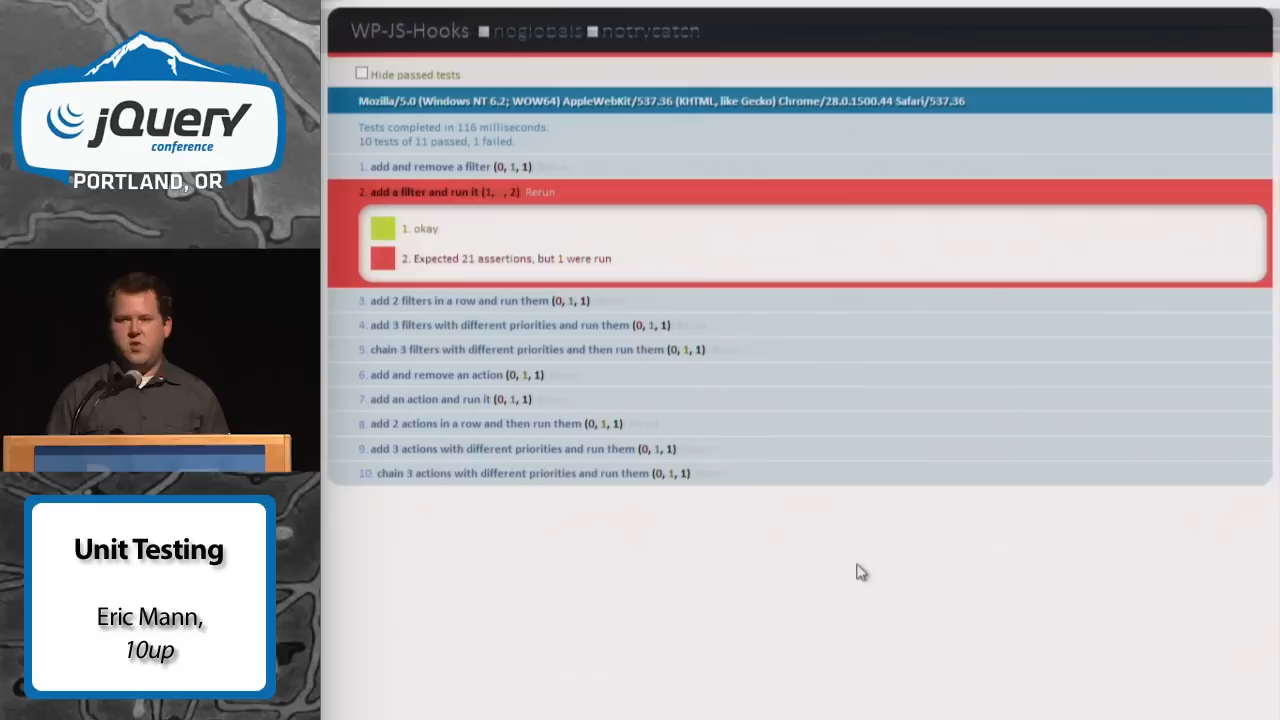 jQuery
conference
PORTLAND, OR
Unit Testing
Eric Mann,
10up
WP-JS-Hooks noglobals notrycatch
Hide passed tests
Mozilla/5.0 (Windows NT 6.2; WOW64) AppleWebKit/537.36 (KHTML, like Gecko) Chrome/28.0.1500.44 Safari/537.36
Tests completed in 116 milliseconds.
10 tests of 11 passed, 1 failed.
1. add and remove a filter (0, 1, 1)
2. add a filter and run it (1, , 2) Rerun
1. okay
2. Expected 21 assertions, but 1 were run
3. add 2 filters in a row and run them (0, 1, 1)
4. add 3 filters with different priorities and run them (0, 1, 1)
5. chain 3 filters with different priorities and then run them (0, 1, 1)
6. add and remove an action (0, 1, 1)
7. add an action and run it (0, 1, 1)
8. add 2 actions in a row and then run them (0, 1, 1)
9. add 3 actions with different priorities and run them (0, 1, 1)
10. chain 3 actions with different priorities and run them (0, 1, 1)